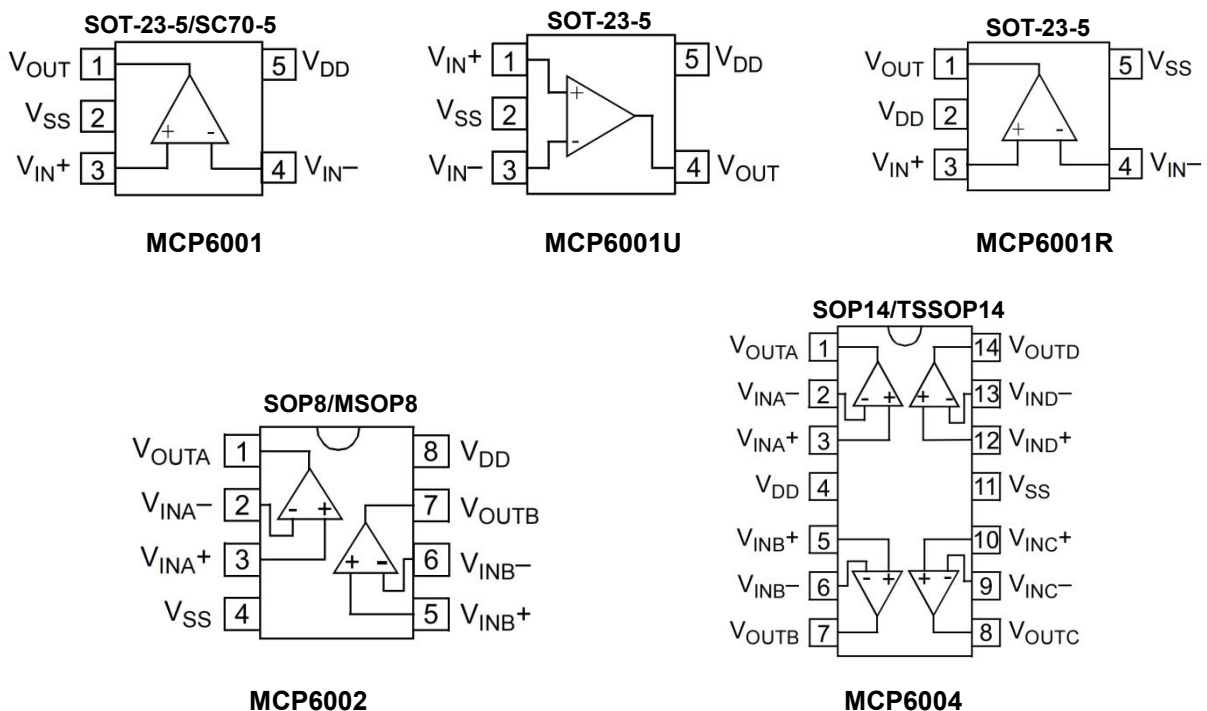 SOT-23-5/SC70-5
VOUT 1 5 VDD
VSS 2
+ -
VIN+ 3 4 VIN–
MCP6001
SOT-23-5
VIN+ 1 5 VDD
+
VSS 2
-
VIN– 3 4 VOUT
MCP6001U
SOT-23-5
VOUT 1 5 VSS
VDD 2
+ -
VIN+ 3 4 VIN–
MCP6001R
SOP8/MSOP8
VOUTA 1 8 VDD
VINA– 2 - + 7 VOUTB
VINA+ 3 + - 6 VINB–
VSS 4 5 VINB+
MCP6002
SOP14/TSSOP14
VOUTA 1 14 VOUTD
VINA– 2 - + + - 13 VIND–
VINA+ 3 12 VIND+
VDD 4 11 VSS
VINB+ 5 10 VINC+
VINB– 6 - + + - 9 VINC–
VOUTB 7 8 VOUTC
MCP6004